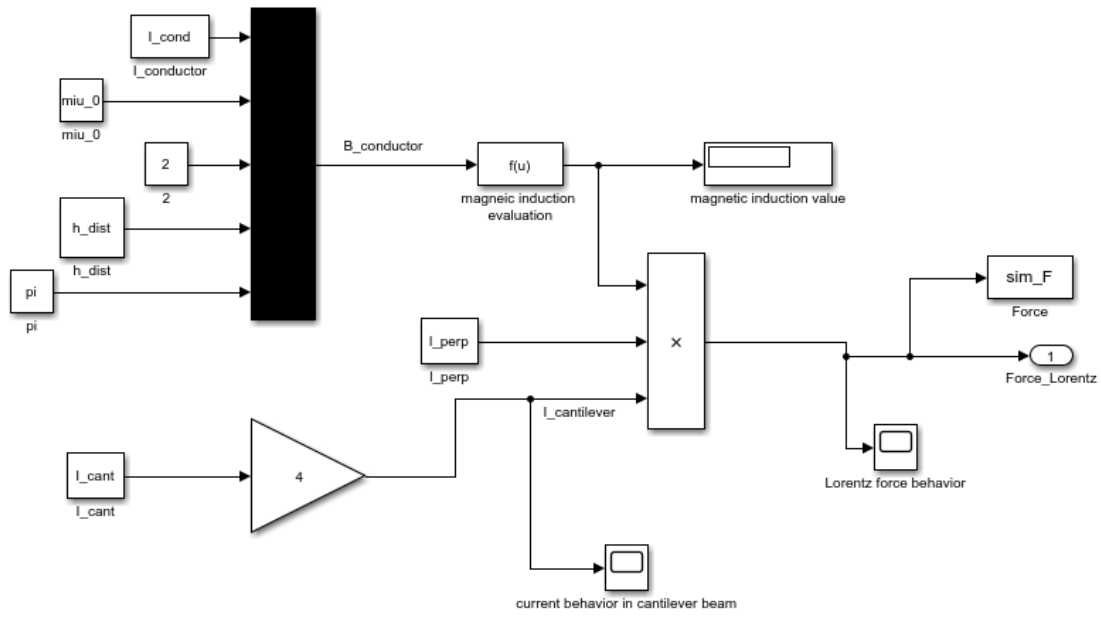 I_cond
I_conductor
miu_0
miu_0
2
2
h_dist
h_dist
pi
pi
B_conductor
f(u)
magneic induction
evaluation
magnetic induction value
l_perp
l_perp
×
I_cantilever
I_cant
I_cant
4
sim_F
Force
1
Force_Lorentz
Lorentz force behavior
current behavior in cantilever beam